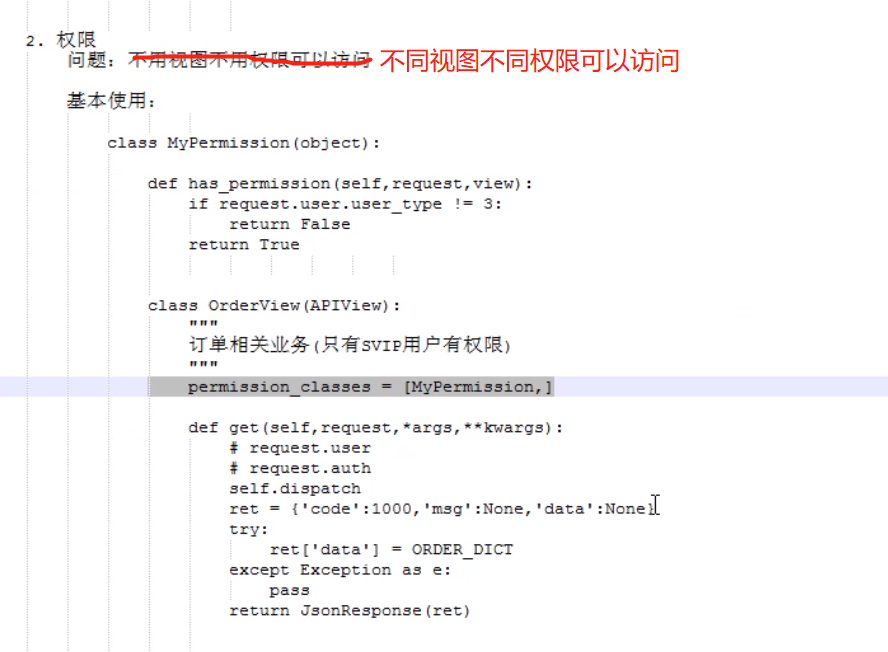 2. 权限
问题: 不用视图不用权限可以访问 不同视图不同权限可以访问
基本使用:
class MyPermission(object):
def has_permission(self,request,view):
if request.user.user_type != 3:
return False
return True
class OrderView(APIView):
"""
订单相关业务(只有SVIP用户有权限)
"""
permission_classes = [MyPermission,]
def get(self,request,*args,**kwargs):
# request.user
# request.auth
self.dispatch
ret = {'code':1000,'msg':None,'data':None}
try:
ret['data'] = ORDER_DICT
except Exception as e:
pass
return JsonResponse(ret)